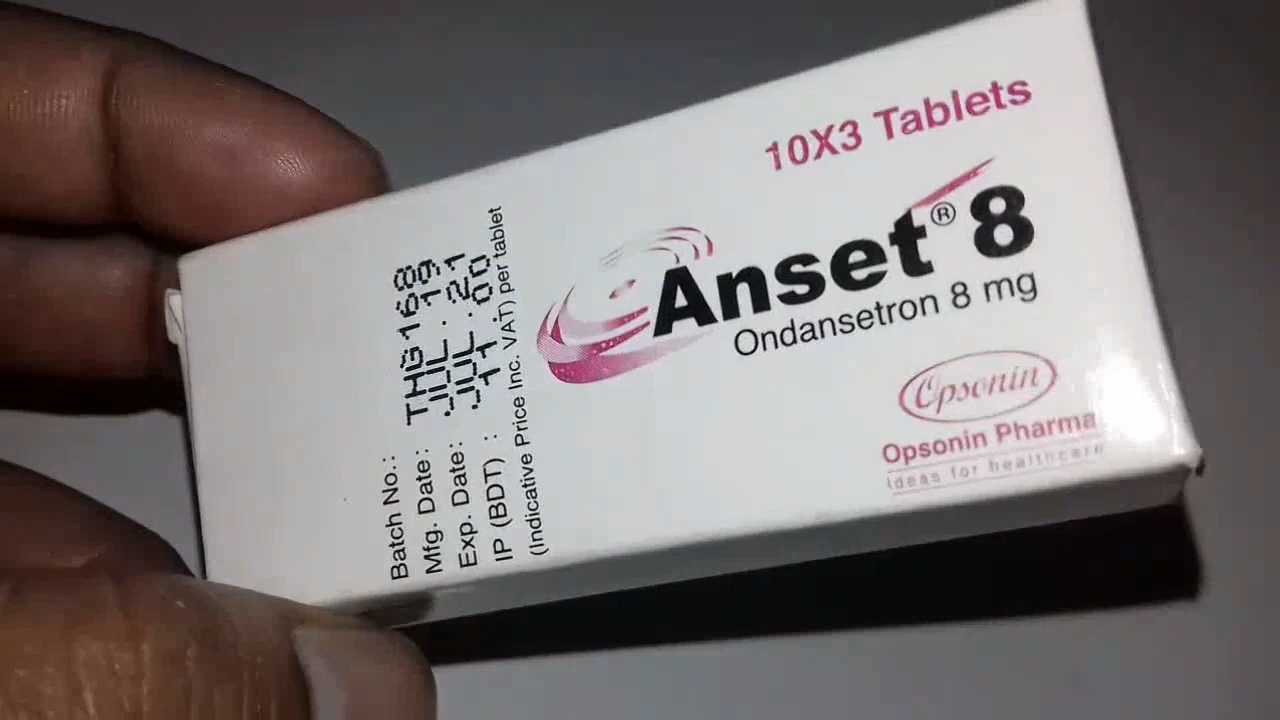 10X3 Tablets
Anset® 8
Ondansetron 8 mg
Opsonin
Opsonin Pharma
Ideas for healthcare
Batch No.: THG168
Mfg. Date: JUL.19
Exp. Date: JUL.21
IP (BDT) : 11.00
(Indicative Price Inc. VAT) per tablet